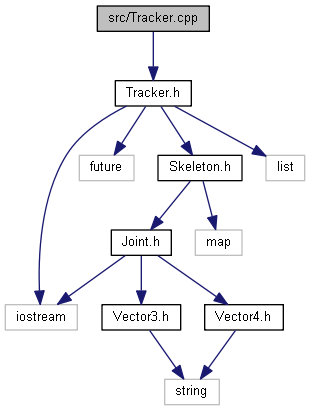 src/Tracker.cpp
Tracker.h
future
Skeleton.h
list
Joint.h
map
iostream
Vector3.h
Vector4.h
string